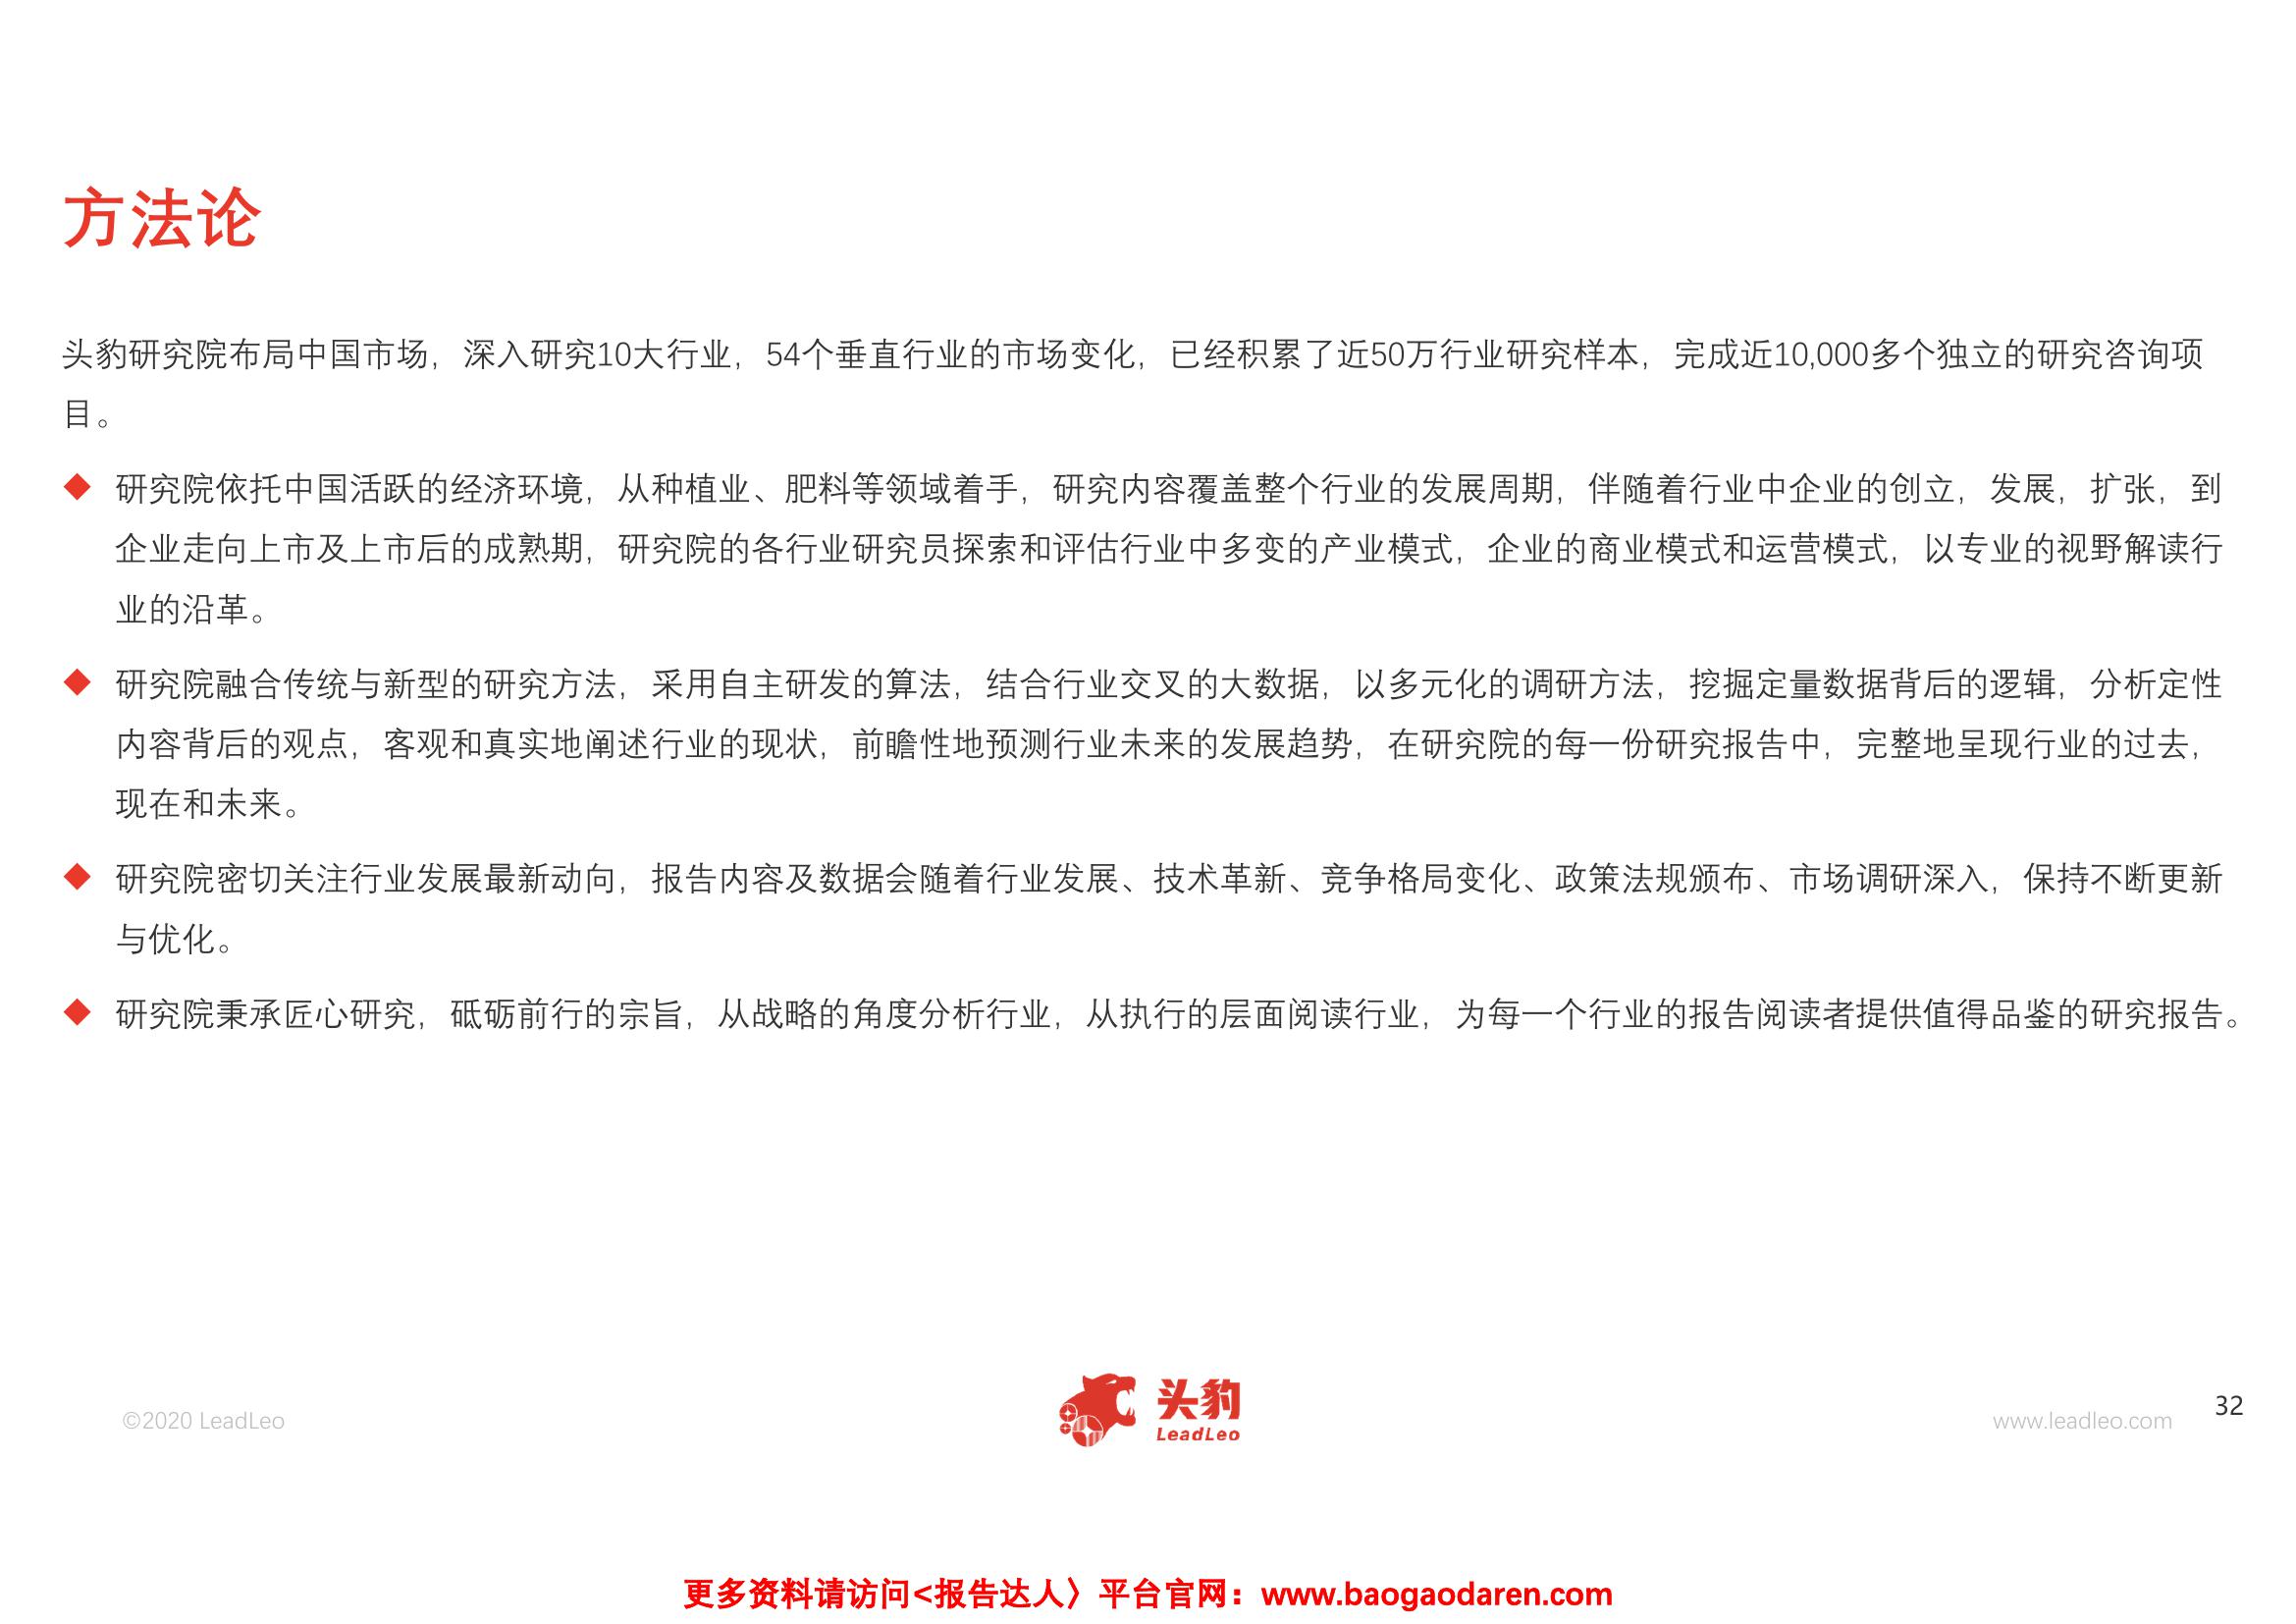 方法论
头豹研究院布局中国市场，深入研究10大行业，54个垂直行业的市场变化，已经积累了近50万行业研究样本，完成近10,000多个独立的研究咨询项
目。
◆ 研究院依托中国活跃的经济环境，从种植业、肥料等领域着手，研究内容覆盖整个行业的发展周期，伴随着行业中企业的创立，发展，扩张，到
企业走向上市及上市后的成熟期，研究院的各行业研究员探索和评估行业中多变的产业模式，企业的商业模式和运营模式，以专业的视野解读行
业的沿革。
◆ 研究院融合传统与新型的研究方法，采用自主研发的算法，结合行业交叉的大数据，以多元化的调研方法，挖掘定量数据背后的逻辑，分析定性
内容背后的观点，客观和真实地阐述行业的现状，前瞻性地预测行业未来的发展趋势，在研究院的每一份研究报告中，完整地呈现行业的过去，
现在和未来。
◆ 研究院密切关注行业发展最新动向，报告内容及数据会随着行业发展、技术革新、竞争格局变化、政策法规颁布、市场调研深入，保持不断更新
与优化。
◆ 研究院秉承匠心研究，砥砺前行的宗旨，从战略的角度分析行业，从执行的层面阅读行业，为每一个行业的报告阅读者提供值得品鉴的研究报告。
©2020 LeadLeo
头豹
LeadLeo
www.leadleo.com
32
更多资料请访问<报告达人〉平台官网：www.baogaodaren.com